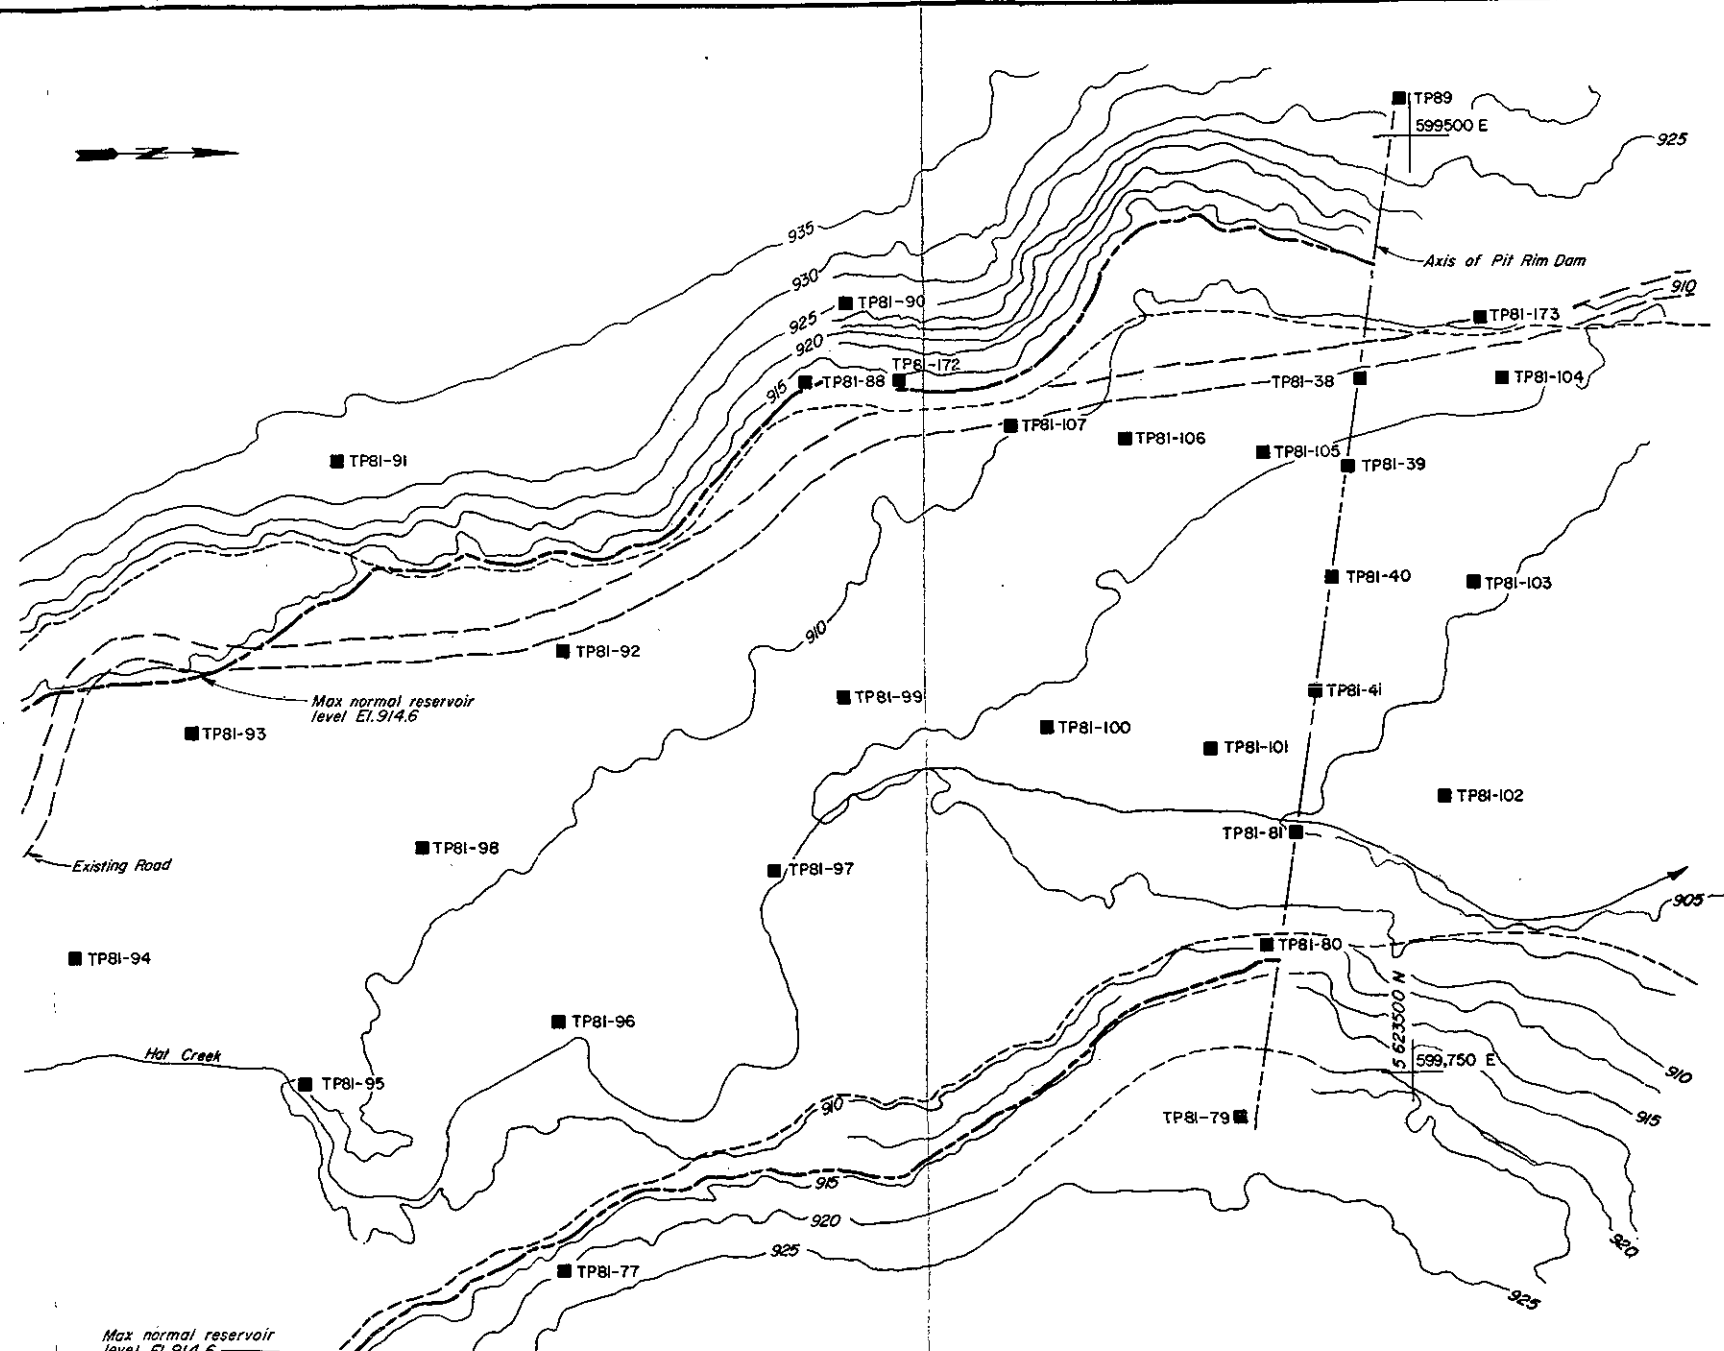 TP89
599500 E
925
N
935
Axis of Pit Rim Dam
930
910
TP81-90
925
TP81-173
920
TP81-172
TP81-88
915
TP81-38
TP81-104
TP81-107
TP81-106
TP81-105
TP81-91
TP81-39
TP81-40
TP81-103
910
TP81-92
TP81-99
TP81-41
Max normal reservoir
level El.914.6
TP81-93
TP81-100
TP81-101
TP81-102
TP81-81
TP81-98
Existing Road
TP81-97
905
TP81-94
TP81-80
5 623500 N
TP81-96
Hat Creek
599,750 E
TP81-95
910
910
TP81-79
915
915
920
920
925
TP81-77
925
Max normal reservoir
level El.914.6